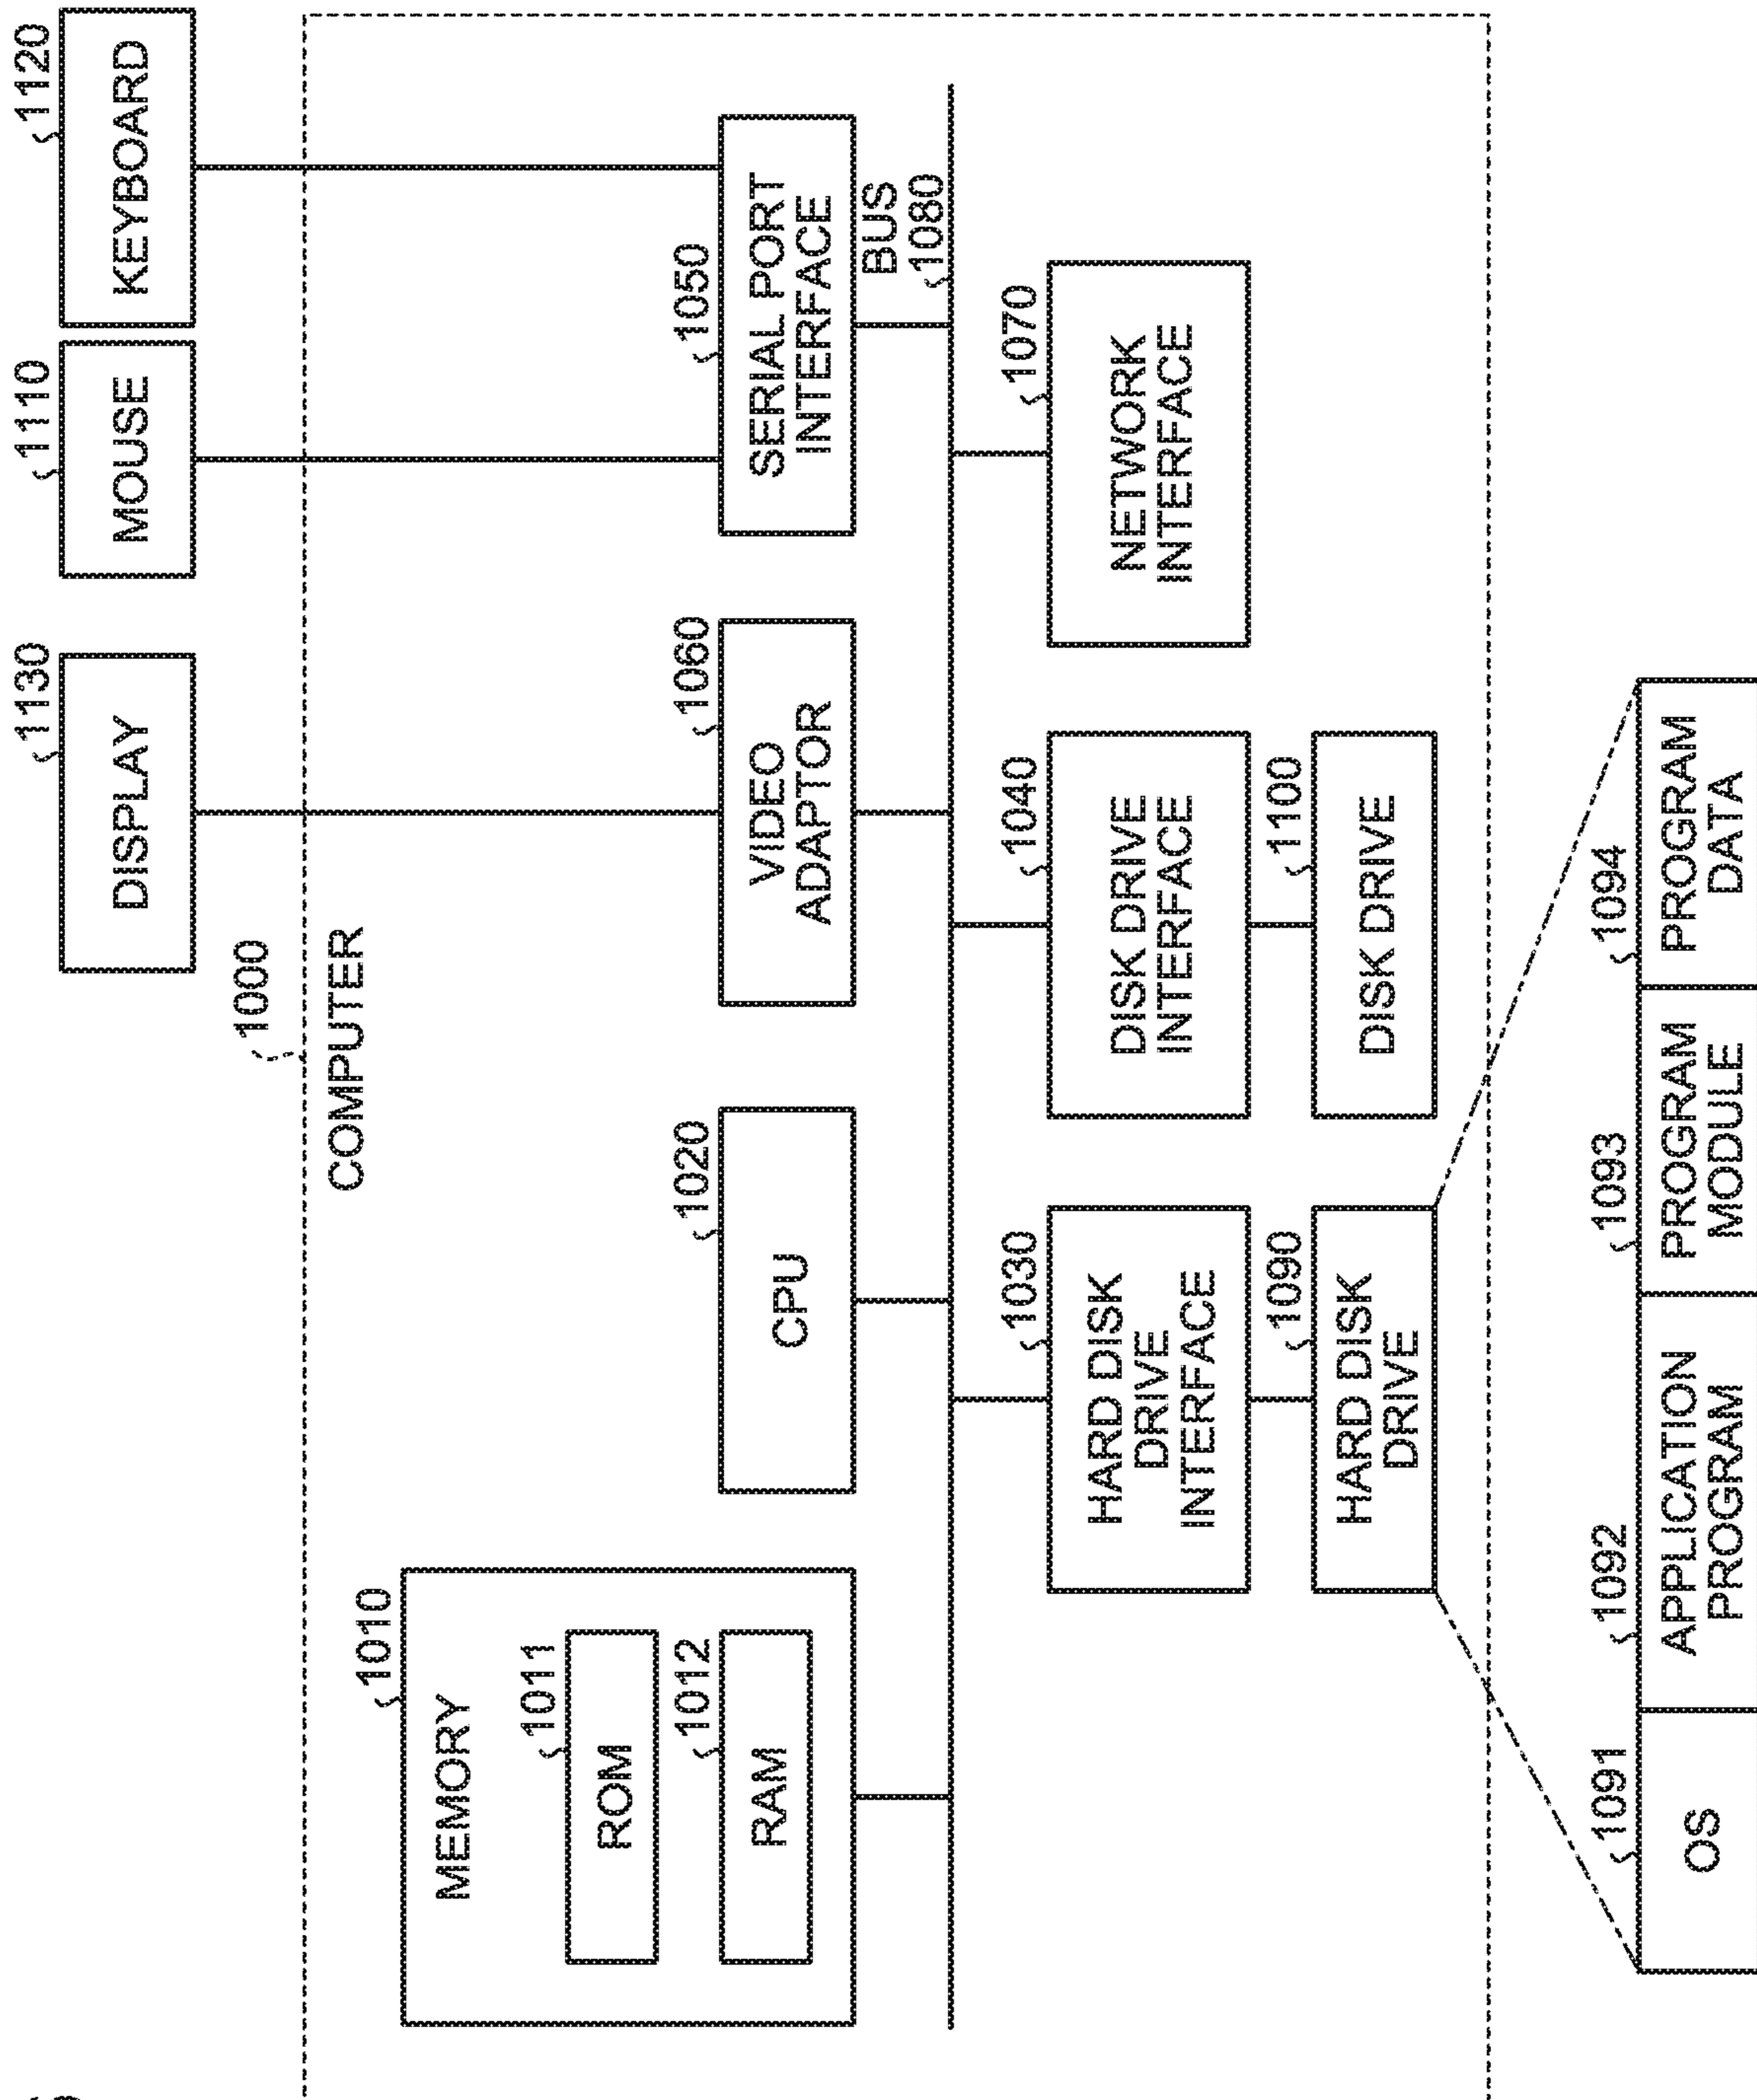 1130
DISPLAY
1110
MOUSE
1120
KEYBOARD
1000
COMPUTER
1010
MEMORY
1011
ROM
1012
RAM
1020
CPU
1060
VIDEO
ADAPTOR
1050
SERIAL PORT
INTERFACE
BUS
1080
1030
HARD DISK
DRIVE
INTERFACE
1040
DISK DRIVE
INTERFACE
1070
NETWORK
INTERFACE
1090
HARD DISK
DRIVE
1100
DISK DRIVE
1091
OS
1092
APPLICATION
PROGRAM
1093
PROGRAM
MODULE
1094
PROGRAM
DATA